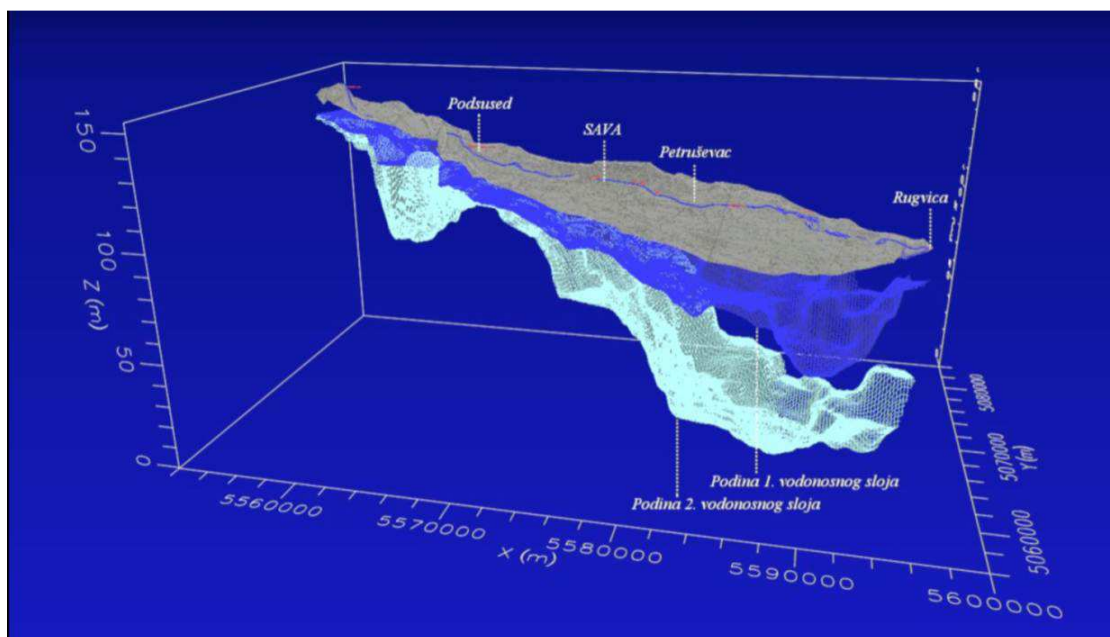 Podsused
SAVA
Petruševac
Rugvica
150
100
Z (m)
50
0
5560000
5570000
X (m)
5580000
5590000
5600000
5080000
5070000
Y (m)
5060000
Podina 1. vodonosnog sloja
Podina 2. vodonosnog sloja